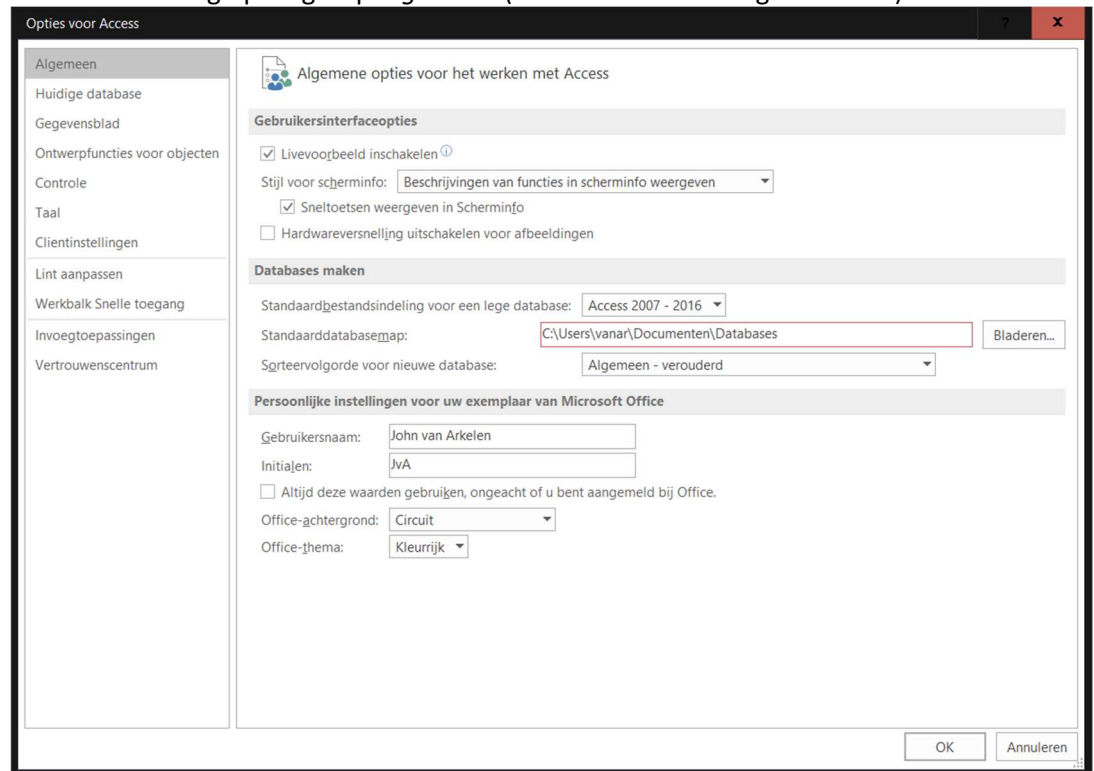 Opties voor Access
? x
Algemeen
Huidige database
Gegevensblad
Ontwerpfuncties voor objecten
Controle
Taal
Clientinstellingen
Lint aanpassen
Werkbalk Snelle toegang
Invoegtoepassingen
Vertrouwenscentrum
Algemene opties voor het werken met Access
Gebruikersinterfaceopties
Livevoorbeeld inschakelen
Stijl voor scherminfo: Beschrijvingen van functies in scherminfo weergeven
Sneltoetsen weergeven in Scherminfo
Hardwareversnelling uitschakelen voor afbeeldingen
Databases maken
Standaardbestandsindeling voor een lege database: Access 2007 - 2016
Standaarddatabasemap: C:\Users\vanar\Documenten\Databases Bladeren...
Sorteervolgorde voor nieuwe database: Algemeen - verouderd
Persoonlijke instellingen voor uw exemplaar van Microsoft Office
Gebruikersnaam: John van Arkelen
Initialen: JvA
Altijd deze waarden gebruiken, ongeacht of u bent aangemeld bij Office.
Office-achtergrond: Circuit
Office-thema: Kleurrijk
OK Annuleren